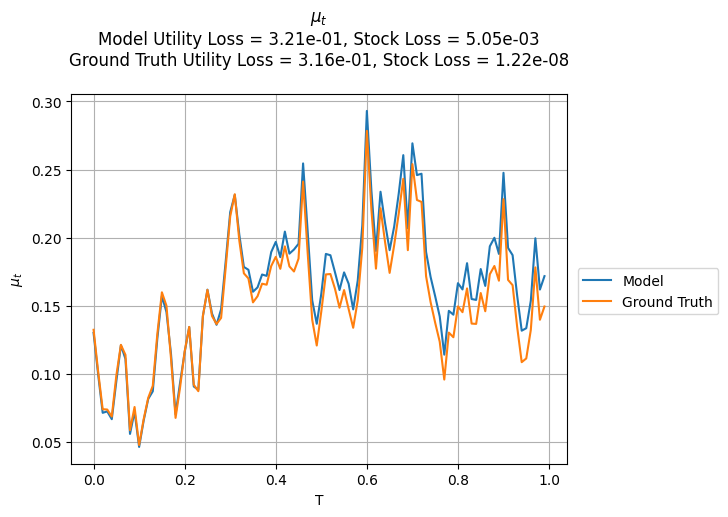 μₜ
Model Utility Loss = 3.21e-01, Stock Loss = 5.05e-03
Ground Truth Utility Loss = 3.16e-01, Stock Loss = 1.22e-08
0.30
0.25
0.20
0.15
0.10
0.05
μₜ
0.0
0.2
0.4
0.6
0.8
1.0
T
Model
Ground Truth